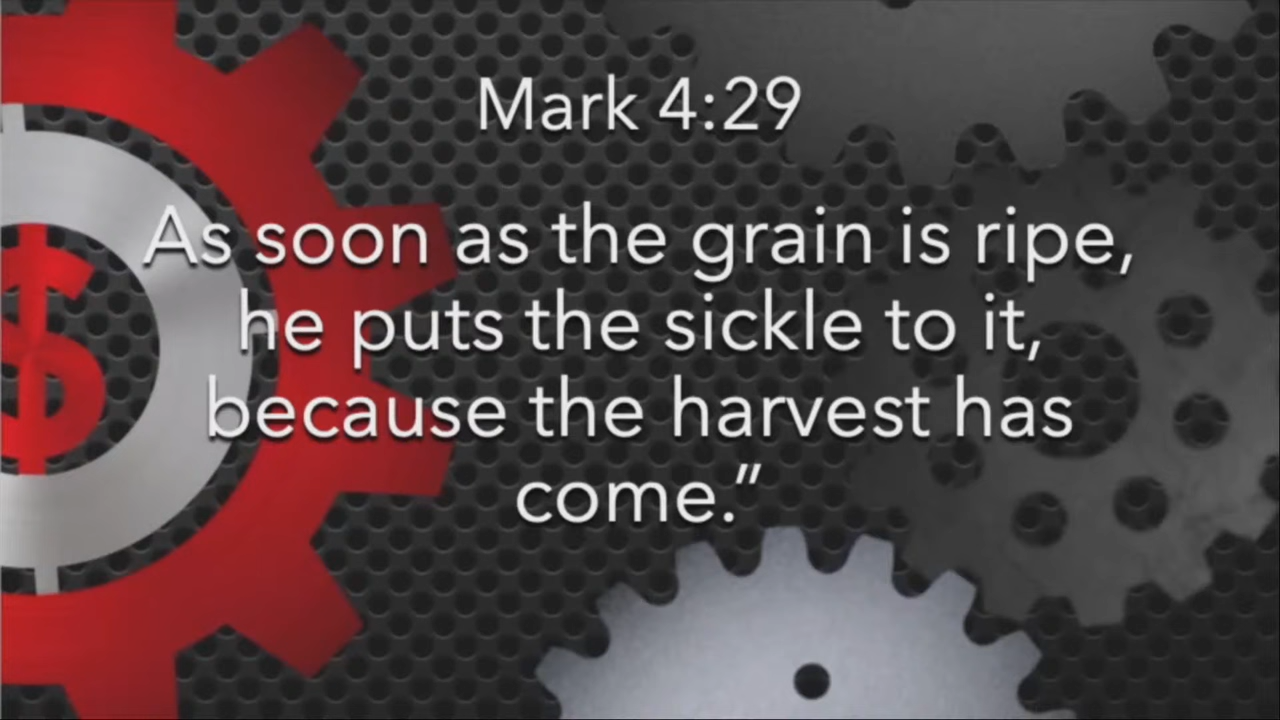 Mark 4:29
As soon as the grain is ripe,
he puts the sickle to it,
because the harvest has
come.”
$